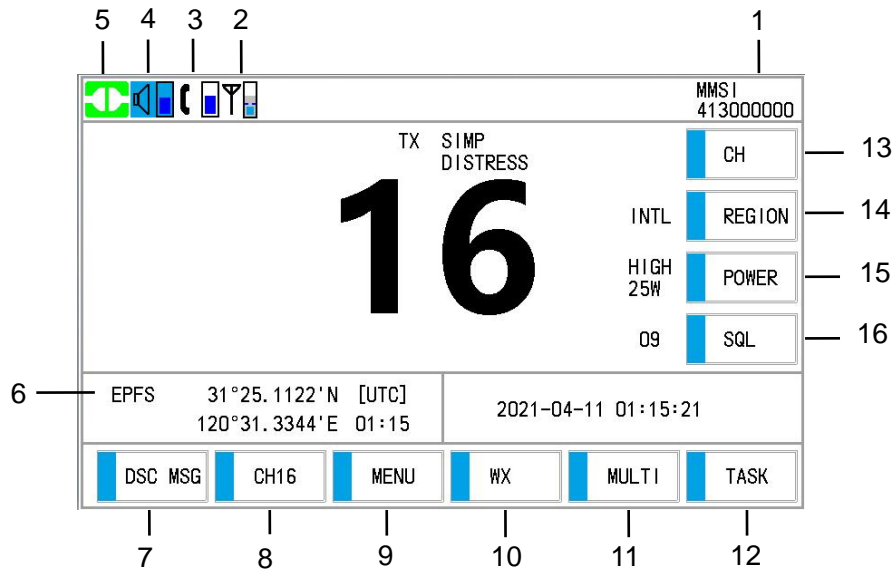 5 4 3 2 1
MMSI
413000000
TX SIMP
DISTRESS
16
CH 13
INTL REGION 14
HIGH
25W POWER 15
09 SQL 16
6 EPFS 31°25.1122'N [UTC]
120°31.3344'E 01:15
2021-04-11 01:15:21
DSC MSG CH16 MENU WX MULTI TASK
7 8 9 10 11 12